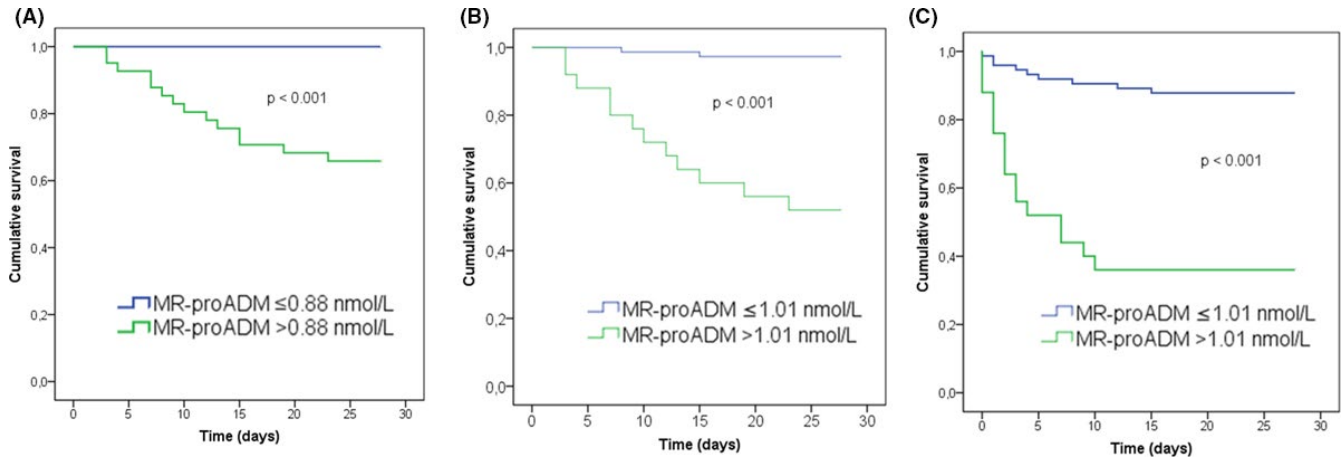 (A)
Cumulative survival
1,0
0,8
0,6
0,4
0,2
0,0
p < 0.001
MR-proADM ≤0.88 nmol/L
MR-proADM >0.88 nmol/L
0 5 10 15 20 25 30
Time (days)
(B)
Cumulative survival
1,0
0,8
0,6
0,4
0,2
0,0
p < 0.001
MR-proADM ≤1.01 nmol/L
MR-proADM >1.01 nmol/L
0 5 10 15 20 25 30
Time (days)
(C)
Cumulative survival
1,0
0,8
0,6
0,4
0,2
0,0
p < 0.001
MR-proADM ≤1.01 nmol/L
MR-proADM >1.01 nmol/L
0 5 10 15 20 25 30
Time (days)